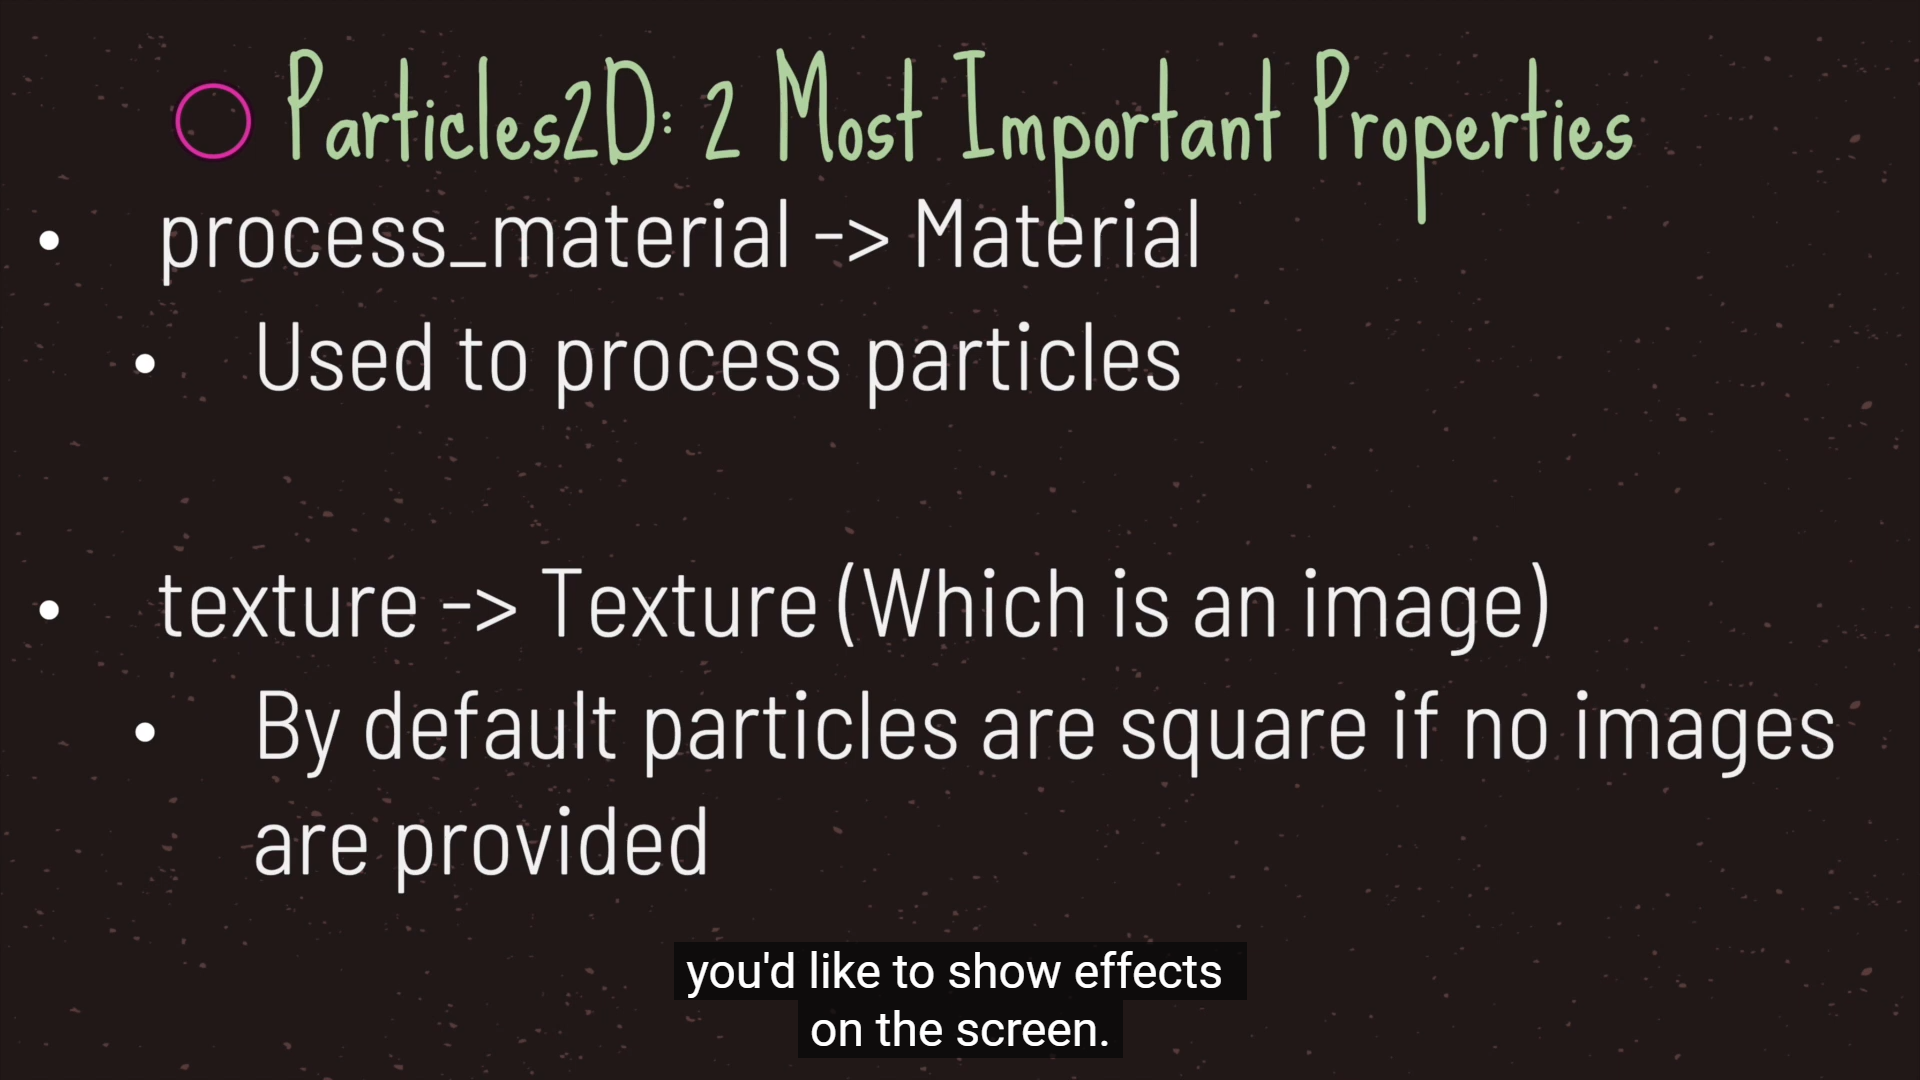 Particles2D: 2 Most Important Properties
process_material -> Material
Used to process particles
texture -> Texture (Which is an image)
By default particles are square if no images
are provided
you'd like to show effects
on the screen.